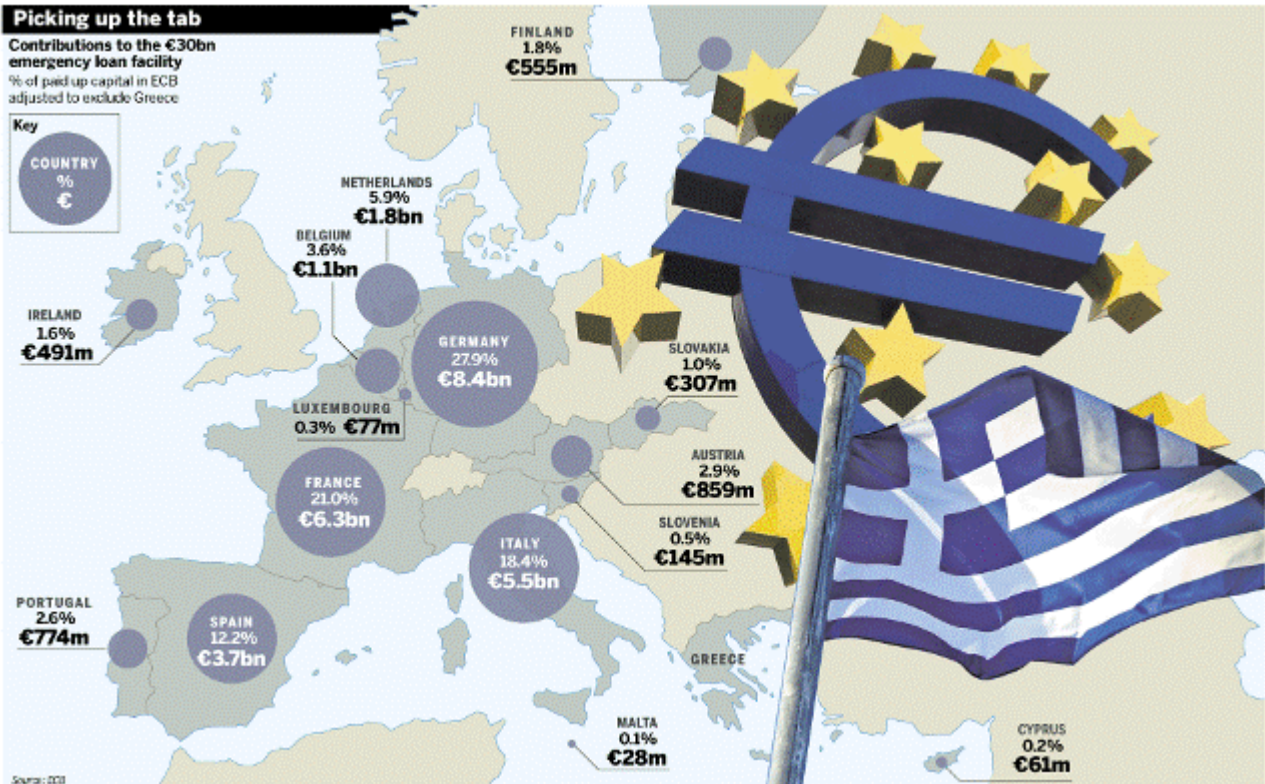 Picking up the tab
Contributions to the €30bn
emergency loan facility
% of paid up capital in ECB
adjusted to exclude Greece
Key
COUNTRY
%
€
FINLAND
1.8%
€555m
NETHERLANDS
5.9%
€1.8bn
BELGIUM
3.6%
€1.1bn
IRELAND
1.6%
€491m
GERMANY
27.9%
€8.4bn
SLOVAKIA
1.0%
€307m
LUXEMBOURG
0.3% €77m
AUSTRIA
2.9%
€859m
FRANCE
21.0%
€6.3bn
SLOVENIA
0.5%
€145m
ITALY
18.4%
€5.5bn
PORTUGAL
2.6%
€774m
SPAIN
12.2%
€3.7bn
GREECE
MALTA
0.1%
€28m
CYPRUS
0.2%
€61m
Source: ECB